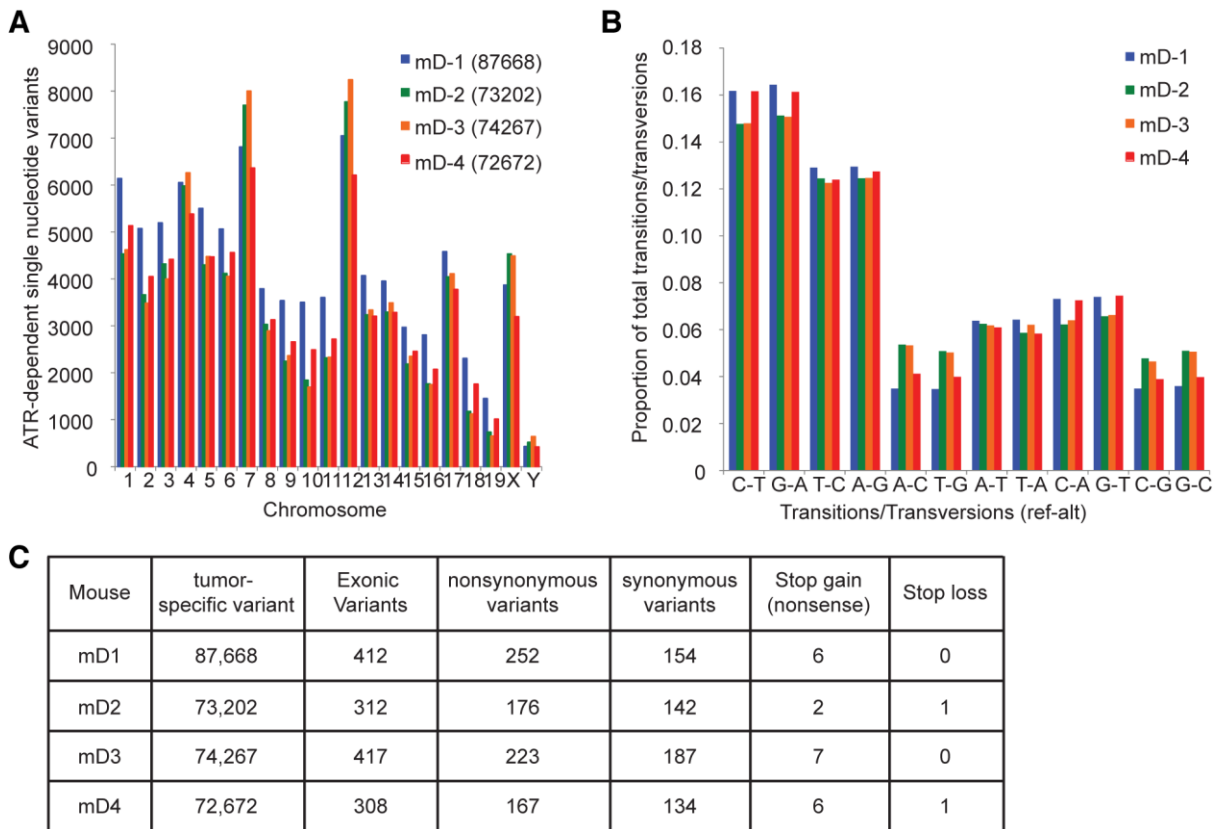 A
9000
8000
7000
6000
5000
4000
3000
2000
1000
0
ATR-dependent single nucleotide variants
mD-1 (87668)
mD-2 (73202)
mD-3 (74267)
mD-4 (72672)
1 2 3 4 5 6 7 8 9 10 11 12 13 14 15 16 17 18 19 X Y
Chromosome
B
0.18
0.16
0.14
0.12
0.10
0.08
0.06
0.04
0.02
0
Proportion of total transitions/transversions
mD-1
mD-2
mD-3
mD-4
C-T G-A T-C A-G A-C T-G A-T T-A C-A G-T C-G G-C
Transitions/Transversions (ref-alt)
C
Mouse tumor-specific variant Exonic Variants nonsynonymous variants synonymous variants Stop gain (nonsense) Stop loss
mD1 87,668 412 252 154 6 0
mD2 73,202 312 176 142 2 1
mD3 74,267 417 223 187 7 0
mD4 72,672 308 167 134 6 1